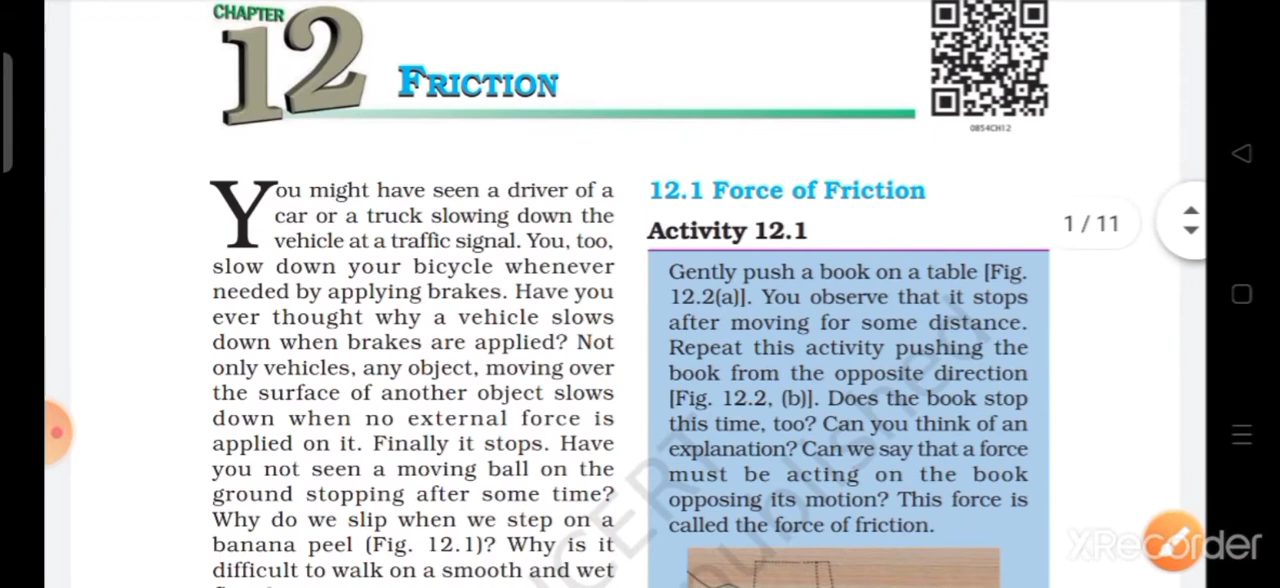 CHAPTER
12
FRICTION
0854CH12
You might have seen a driver of a
car or a truck slowing down the
vehicle at a traffic signal. You, too,
slow down your bicycle whenever
needed by applying brakes. Have you
ever thought why a vehicle slows
down when brakes are applied? Not
only vehicles, any object, moving over
the surface of another object slows
down when no external force is
applied on it. Finally it stops. Have
you not seen a moving ball on the
ground stopping after some time?
Why do we slip when we step on a
banana peel (Fig. 12.1)? Why is it
difficult to walk on a smooth and wet
12.1 Force of Friction
Activity 12.1
1 / 11
Gently push a book on a table [Fig.
12.2(a)]. You observe that it stops
after moving for some distance.
Repeat this activity pushing the
book from the opposite direction
[Fig. 12.2, (b)]. Does the book stop
this time, too? Can you think of an
explanation? Can we say that a force
must be acting on the book
opposing its motion? This force is
called the force of friction.
NCERT
published
XRecorder